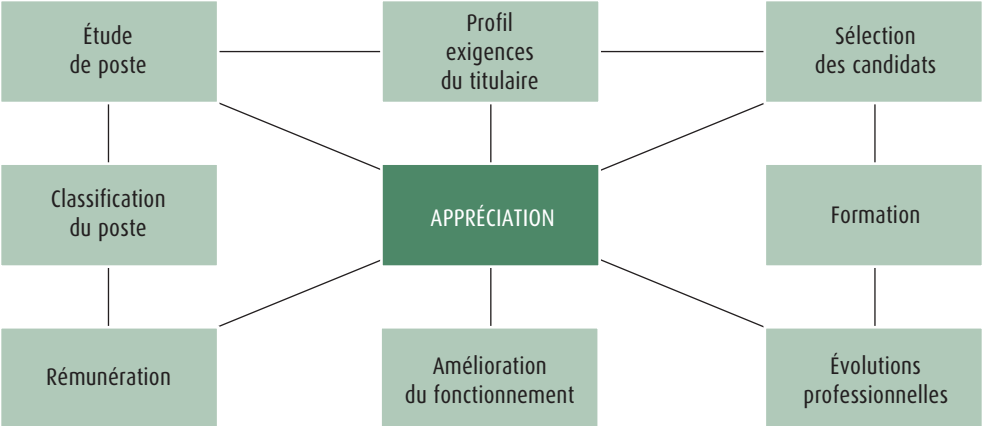 Étude
de poste
Profil
exigences
du titulaire
Sélection
des candidats
Classification
du poste
APPRÉCIATION
Formation
Rémunération
Amélioration
du fonctionnement
Évolutions
professionnelles